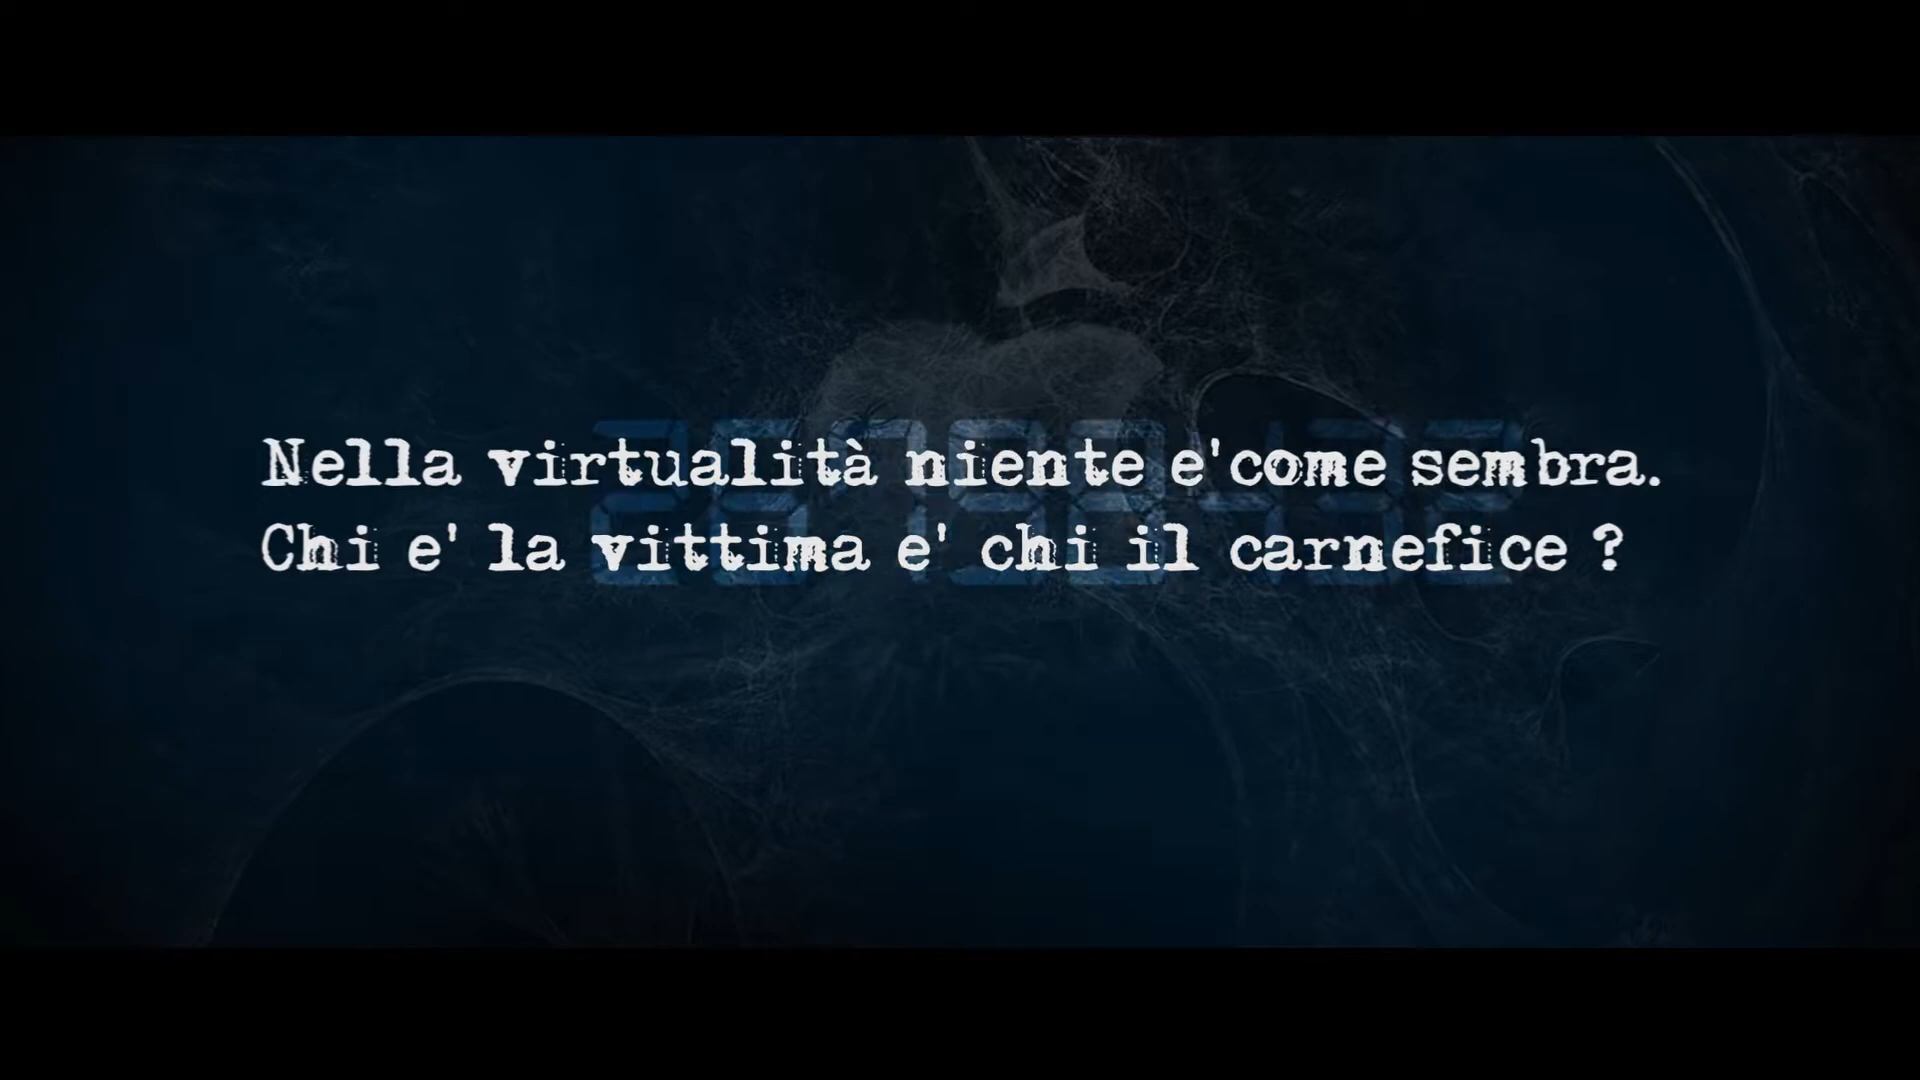 Nella virtualità niente e'come sembra.
Chi e' la vittima e' chi il carnefice ?